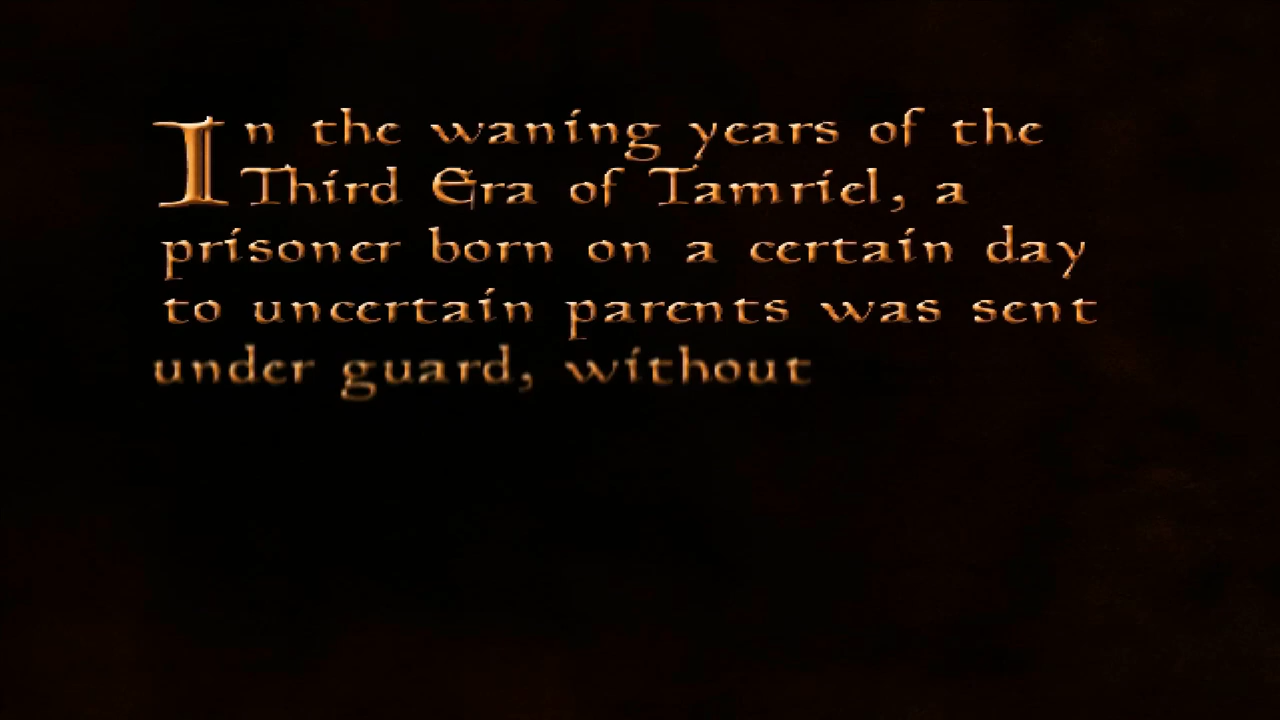 In the waning years of the
Third Era of Tamriel, a
prisoner born on a certain day
to uncertain parents was sent
under guard, without